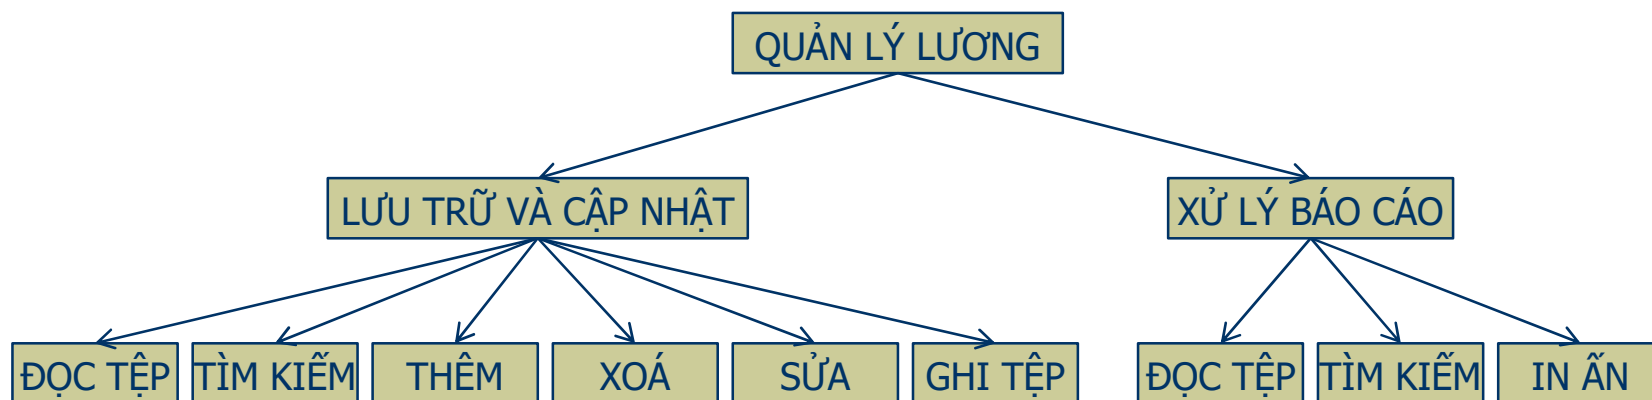 QUẢN LÝ LƯƠNG
LƯU TRỮ VÀ CẬP NHẬT
XỬ LÝ BÁO CÁO
ĐỌC TỆP
TÌM KIẾM
THÊM
XOÁ
SỬA
GHI TỆP
ĐỌC TỆP
TÌM KIẾM
IN ẤN